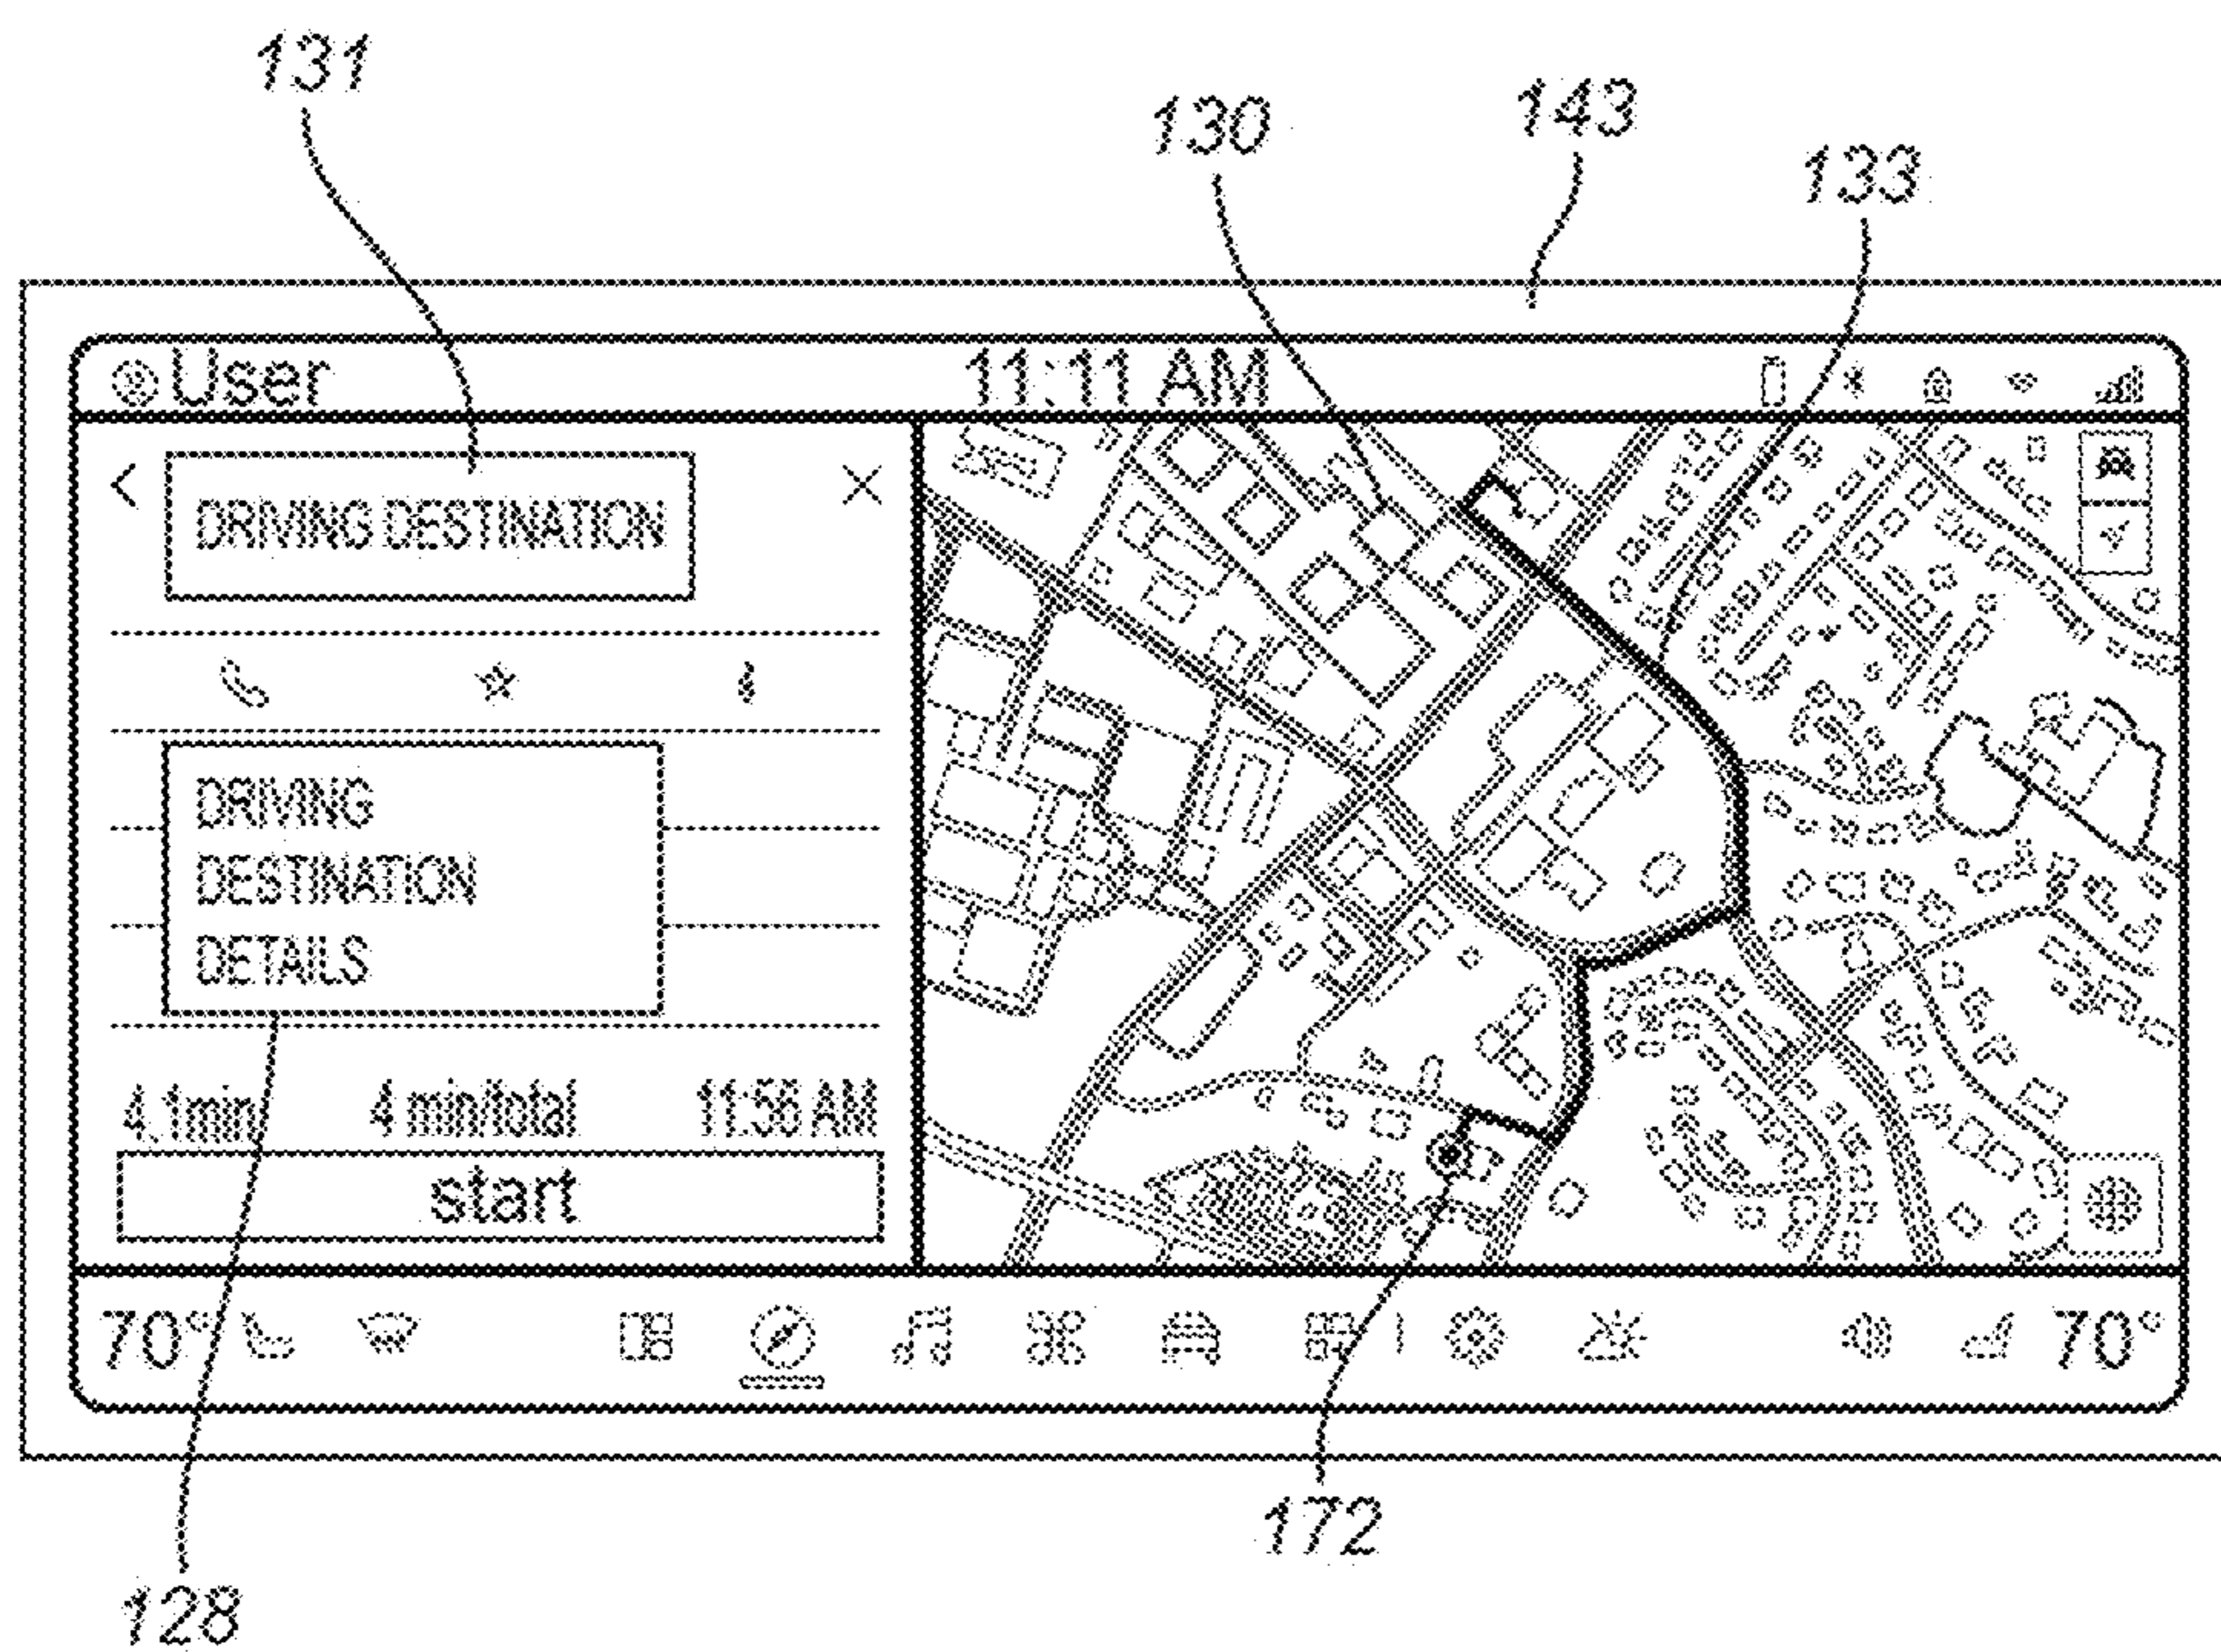 131
130
143
133
User
11:11 AM
DRIVING DESTINATION
DRIVING
DESTINATION
DETAILS
4.1min
4 min/total
11:56 AM
start
70°
70°
172
128